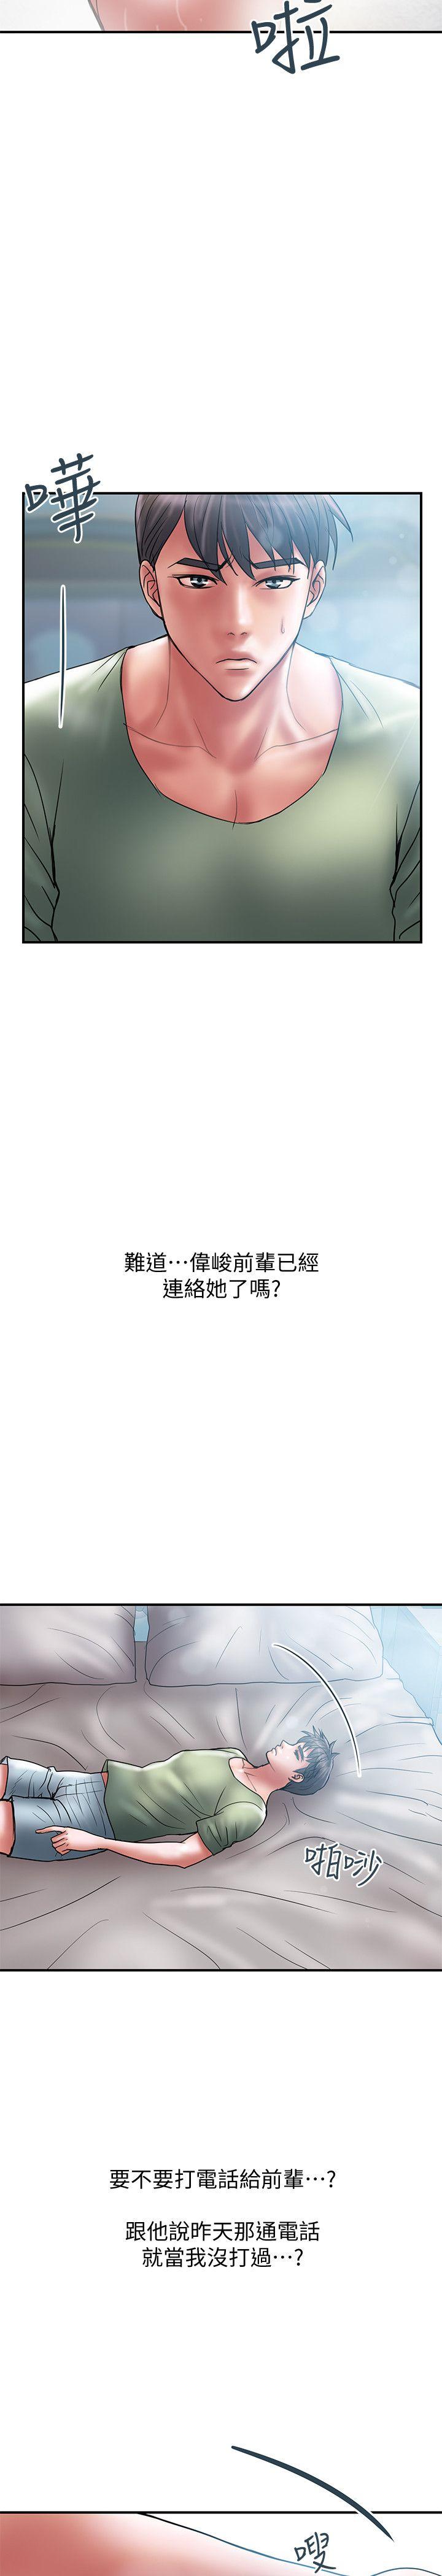 啦
嘩
難道…偉峻前輩已經
連絡她了嗎?
啪吵
要不要打電話給前輩…?
跟他說昨天那通電話
就當我沒打過…?
嗖